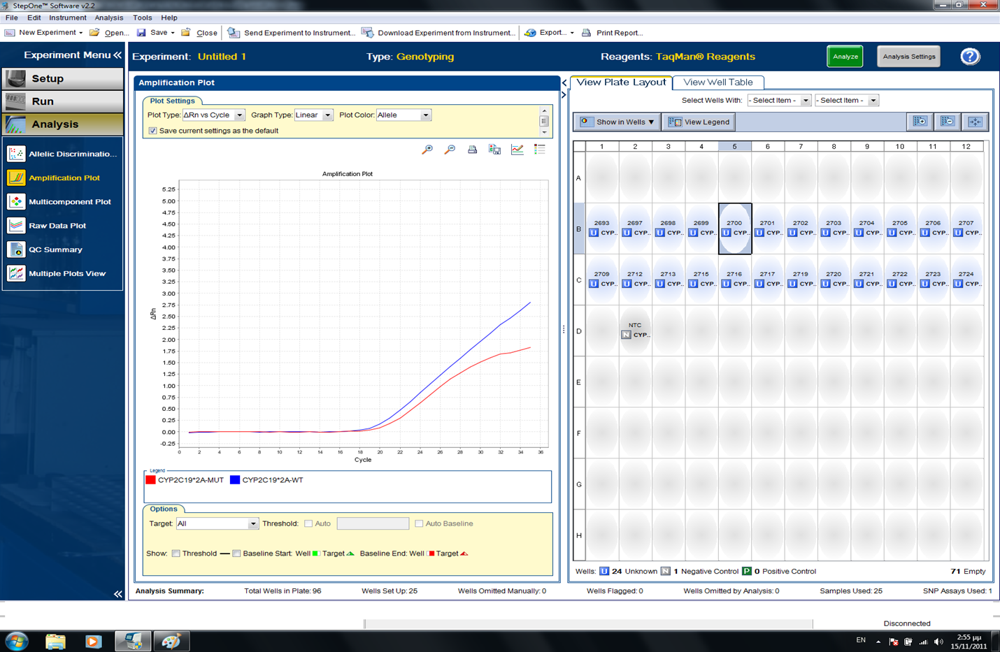 StepOne™ Software v2.2
File Edit Instrument Analysis Tools Help
New Experiment Open... Save Close Send Experiment to Instrument... Download Experiment from Instrument... Export... Print Report...
Experiment Menu «
Experiment: Untitled 1 Type: Genotyping Reagents: TaqMan® Reagents Analyze Analysis Settings ?
Setup
Run
Analysis
Allelic Discriminatio...
Amplification Plot
Multicomponent Plot
Raw Data Plot
QC Summary
Multiple Plots View
«
Amplification Plot
Plot Settings
Plot Type: ΔRn vs Cycle Graph Type: Linear Plot Color: Allele
Save current settings as the default
Amplification Plot
5.25
5.00
4.75
4.50
4.25
4.00
3.75
3.50
3.25
3.00
2.75
2.50
2.25
2.00
1.75
1.50
1.25
1.00
0.75
0.50
0.25
0.00
-0.25
ΔRn
0 2 4 6 8 10 12 14 16 18 20 22 24 26 28 30 32 34 36
Cycle
Legend
CYP2C19*2A-MUT CYP2C19*2A-WT
Options
Target: All Threshold: Auto Auto Baseline
Show: Threshold Baseline Start: Well Target Baseline End: Well Target
View Plate Layout View Well Table
Select Wells With: - Select Item - - Select Item -
Show in Wells ▼ View Legend
1 2 3 4 5 6 7 8 9 10 11 12
A
B
2693 2697 2698 2699 2700 2701 2702 2703 2704 2705 2706 2707
U CYP.. U CYP.. U CYP.. U CYP.. U CYP.. U CYP.. U CYP.. U CYP.. U CYP.. U CYP.. U CYP.. U CYP..
C
2709 2712 2713 2715 2716 2717 2719 2720 2721 2722 2723 2724
U CYP.. U CYP.. U CYP.. U CYP.. U CYP.. U CYP.. U CYP.. U CYP.. U CYP.. U CYP.. U CYP.. U CYP..
D
NTC
N CYP..
E
F
G
H
Wells: U 24 Unknown N 1 Negative Control P 0 Positive Control 71 Empty
Analysis Summary: Total Wells in Plate: 96 Wells Set Up: 25 Wells Omitted Manually: 0 Wells Flagged: 0 Wells Omitted by Analysis: 0 Samples Used: 25 SNP Assays Used: 1
Disconnected
EN
2:55 μμ
15/11/2011